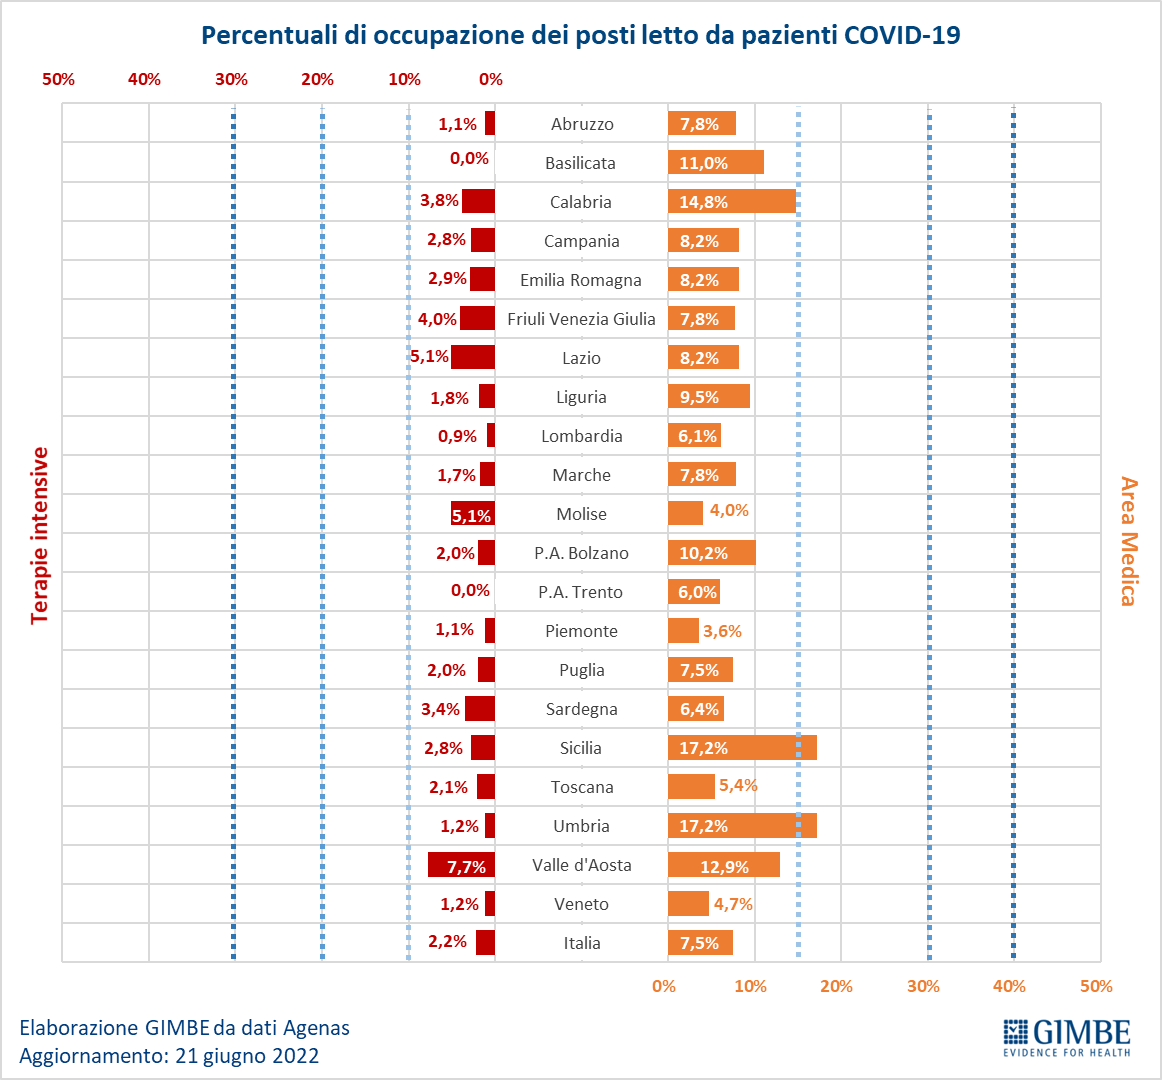 Percentuali di occupazione dei posti letto da pazienti COVID-19
50% 40% 30% 20% 10% 0%
1,1% Abruzzo 7,8%
0,0% Basilicata 11,0%
3,8% Calabria 14,8%
2,8% Campania 8,2%
2,9% Emilia Romagna 8,2%
4,0% Friuli Venezia Giulia 7,8%
5,1% Lazio 8,2%
1,8% Liguria 9,5%
0,9% Lombardia 6,1%
1,7% Marche 7,8%
5,1% Molise 4,0%
2,0% P.A. Bolzano 10,2%
0,0% P.A. Trento 6,0%
1,1% Piemonte 3,6%
2,0% Puglia 7,5%
3,4% Sardegna 6,4%
2,8% Sicilia 17,2%
2,1% Toscana 5,4%
1,2% Umbria 17,2%
7,7% Valle d'Aosta 12,9%
1,2% Veneto 4,7%
2,2% Italia 7,5%
Terapie intensive
Area Medica
0% 10% 20% 30% 40% 50%
Elaborazione GIMBE da dati Agenas
Aggiornamento: 21 giugno 2022
GIMBE
EVIDENCE FOR HEALTH